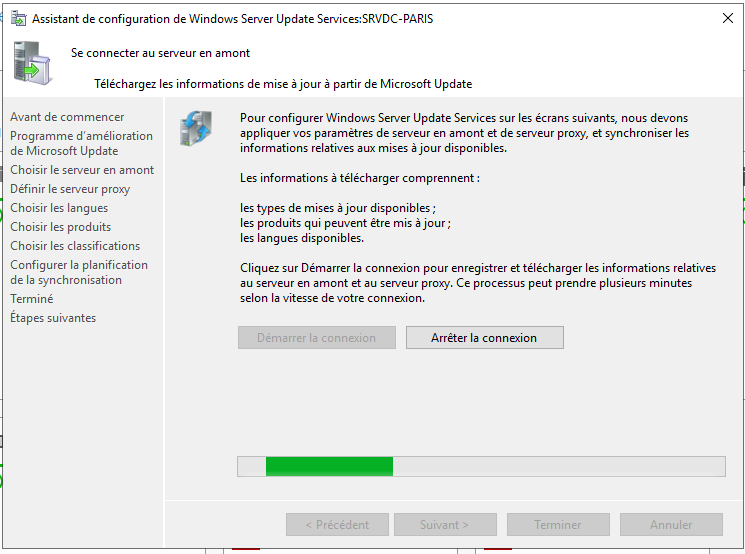 Assistant de configuration de Windows Server Update Services:SRVDC-PARIS
Se connecter au serveur en amont
Téléchargez les informations de mise à jour à partir de Microsoft Update
Avant de commencer
Programme d'amélioration
de Microsoft Update
Choisir le serveur en amont
Définir le serveur proxy
Choisir les langues
Choisir les produits
Choisir les classifications
Configurer la planification
de la synchronisation
Terminé
Étapes suivantes
Pour configurer Windows Server Update Services sur les écrans suivants, nous devons
appliquer vos paramètres de serveur en amont et de serveur proxy, et synchroniser les
informations relatives aux mises à jour disponibles.
Les informations à télécharger comprennent :
les types de mises à jour disponibles ;
les produits qui peuvent être mis à jour ;
les langues disponibles.
Cliquez sur Démarrer la connexion pour enregistrer et télécharger les informations relatives
au serveur en amont et au serveur proxy. Ce processus peut prendre plusieurs minutes
selon la vitesse de votre connexion.
Démarrer la connexion
Arrêter la connexion
< Précédent
Suivant >
Terminer
Annuler